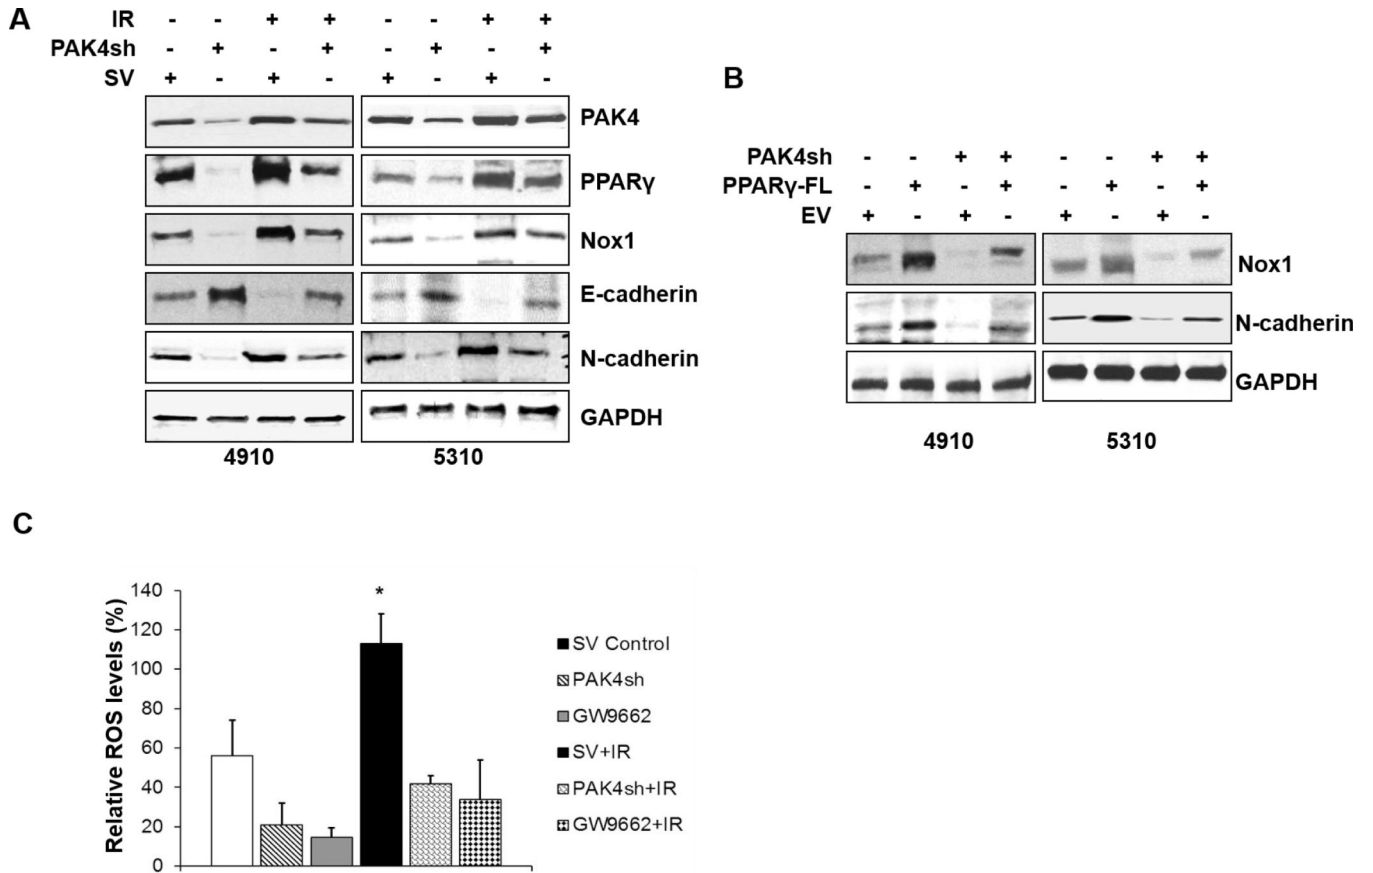 A
IR - - + + - - + +
PAK4sh - + - + - + - +
SV + - + - + - + -
PAK4
PPARγ
Nox1
E-cadherin
N-cadherin
GAPDH
4910 5310
B
PAK4sh - - + + - - + +
PPARγ-FL - + - + - + - +
EV + - + - + - + -
Nox1
N-cadherin
GAPDH
4910 5310
C
Relative ROS levels (%)
140
120
100
80
60
40
20
0
*
SV Control
PAK4sh
GW9662
SV+IR
PAK4sh+IR
GW9662+IR